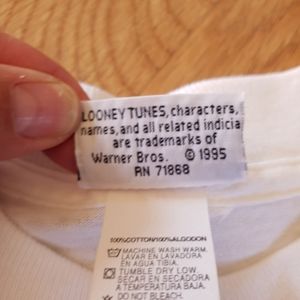 LOONEY TUNES, characters,
names, and all related indicia
are trademarks of
Warner Bros. © 1995
RN 71868
100%COTTON/100%ALGODON
MACHINE WASH WARM.
LAVAR EN LAVADORA
EN AGUA TIBIA.
TUMBLE DRY LOW
SECAR EN SECADORA A
TEMPERATURA BAJA.
DO NOT BLEACH.